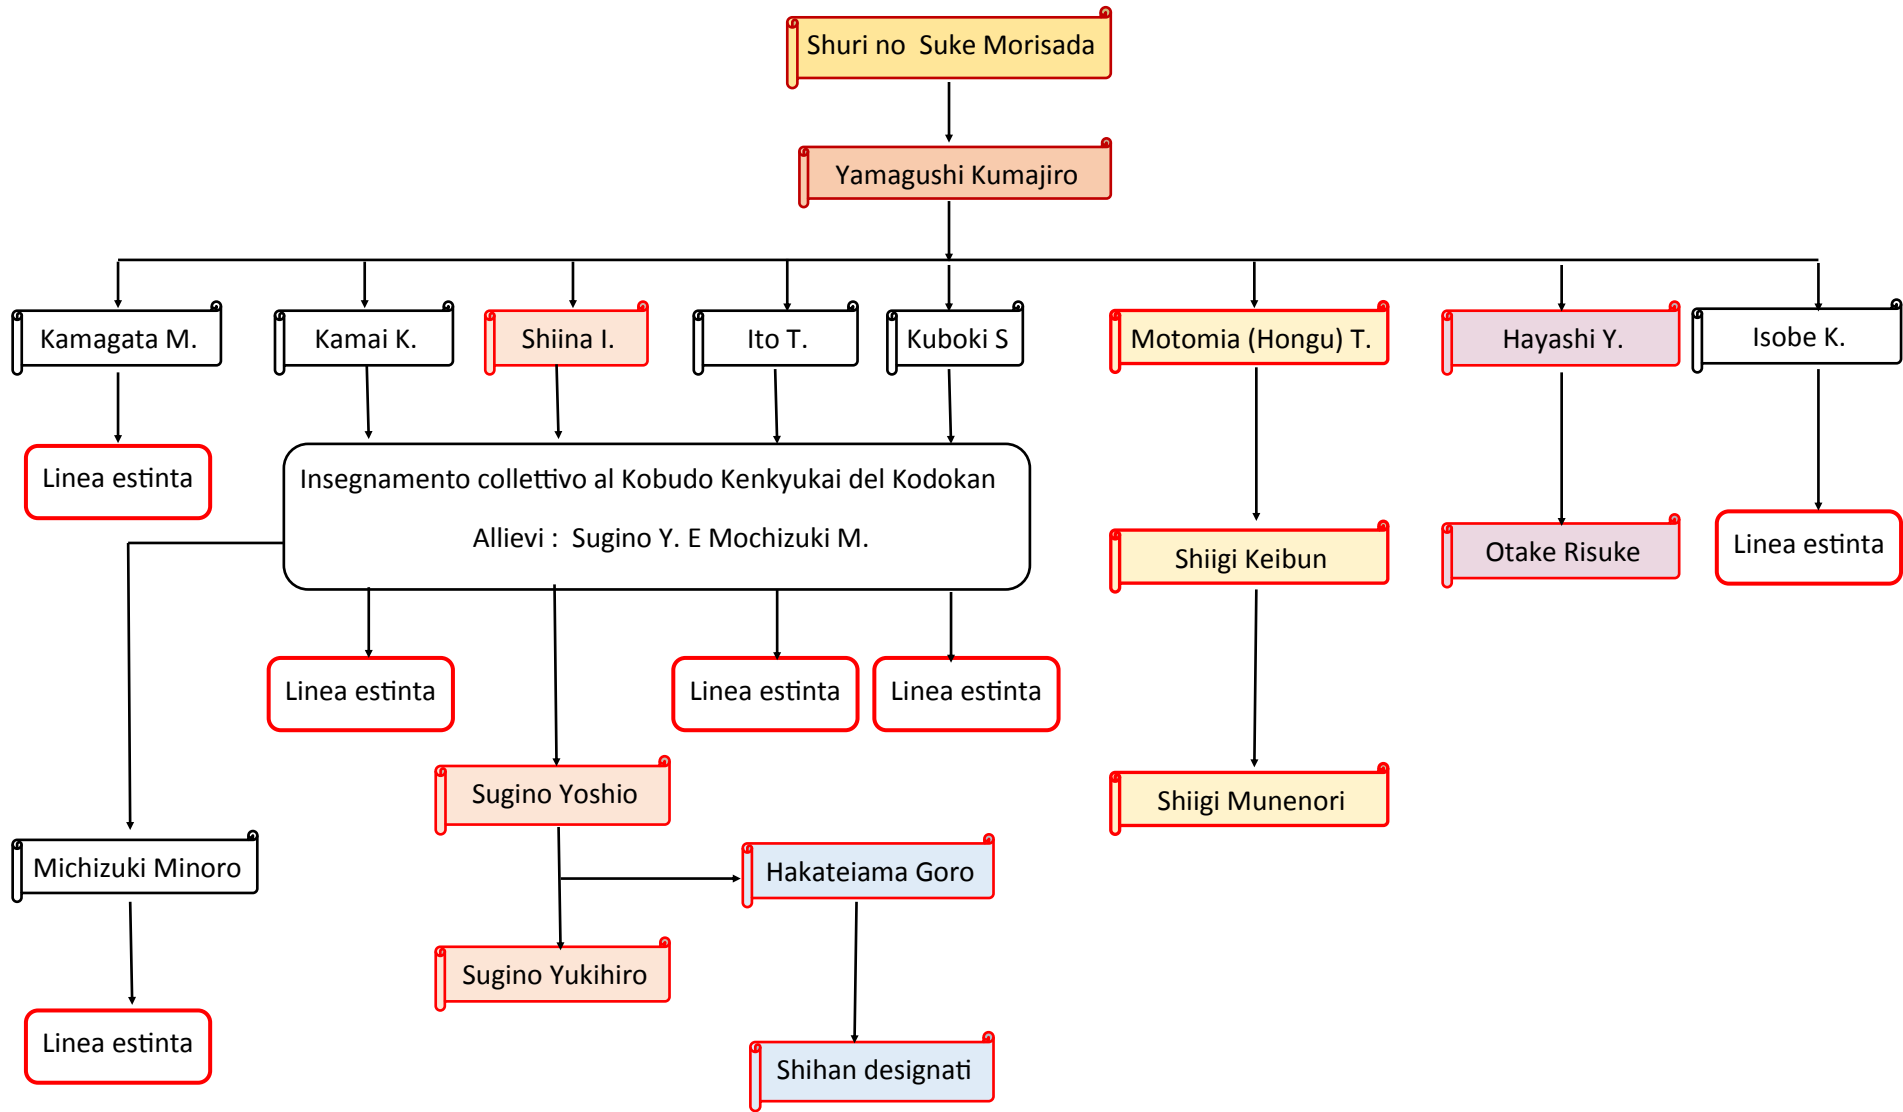 Shuri no  Suke Morisada
Yamagushi Kumajiro
Kamagata M.
Kamai K.
Shiina I.
Ito T.
Kuboki S
Motomia (Hongu) T.
Hayashi Y.
Isobe K.
Linea estinta
Insegnamento collettivo al Kobudo Kenkyukai del Kodokan
Allievi :  Sugino Y. E Mochizuki M.
Shiigi Keibun
Otake Risuke
Linea estinta
Linea estinta
Linea estinta
Linea estinta
Sugino Yoshio
Shiigi Munenori
Michizuki Minoro
Hakateiama Goro
Sugino Yukihiro
Linea estinta
Shihan designati